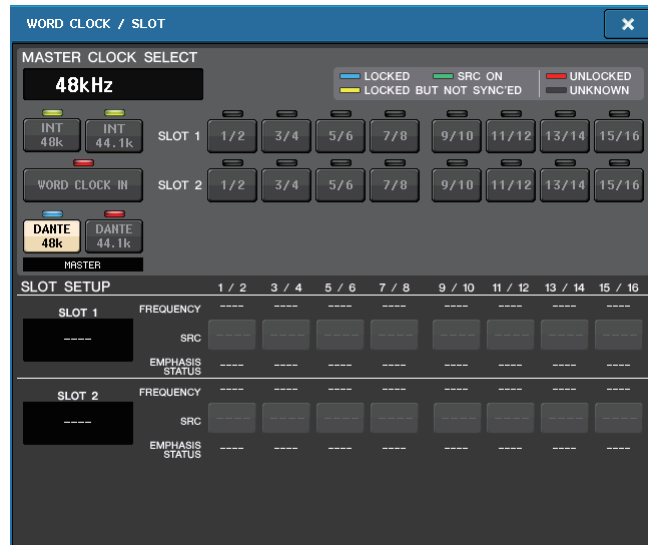 WORD CLOCK / SLOT
×
MASTER CLOCK SELECT
48kHz
LOCKED SRC ON UNLOCKED
LOCKED BUT NOT SYNC'ED UNKNOWN
INT 48k INT 44.1k SLOT 1 1/2 3/4 5/6 7/8 9/10 11/12 13/14 15/16
WORD CLOCK IN SLOT 2 1/2 3/4 5/6 7/8 9/10 11/12 13/14 15/16
DANTE 48k DANTE 44.1k
MASTER
SLOT SETUP 1 / 2 3 / 4 5 / 6 7 / 8 9 / 10 11 / 12 13 / 14 15 / 16
SLOT 1 FREQUENCY ---- ---- ---- ---- ---- ---- ---- ----
---- SRC ---- ---- ---- ---- ---- ---- ---- ----
EMPHASIS STATUS ---- ---- ---- ---- ---- ---- ---- ----
SLOT 2 FREQUENCY ---- ---- ---- ---- ---- ---- ---- ----
---- SRC ---- ---- ---- ---- ---- ---- ---- ----
EMPHASIS STATUS ---- ---- ---- ---- ---- ---- ---- ----